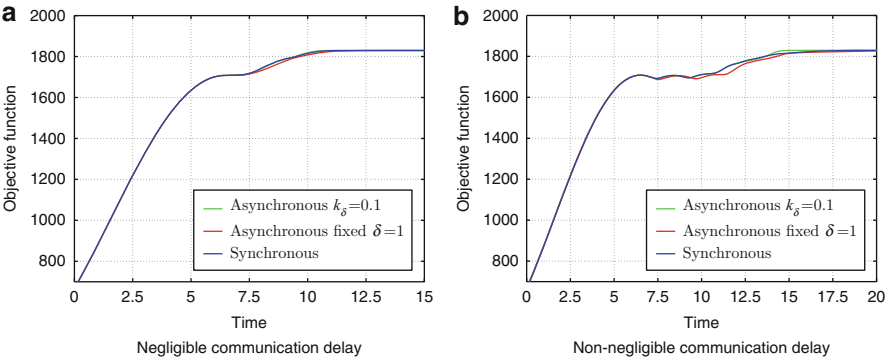 a
Objective function
2000
1800
1600
1400
1200
1000
800
Asynchronous k_δ=0.1
Asynchronous fixed δ=1
Synchronous
0 2.5 5 7.5 10 12.5 15
Time
Negligible communication delay
b
Objective function
2000
1800
1600
1400
1200
1000
800
Asynchronous k_δ=0.1
Asynchronous fixed δ=1
Synchronous
0 2.5 5 7.5 10 12.5 15 17.5 20
Time
Non-negligible communication delay